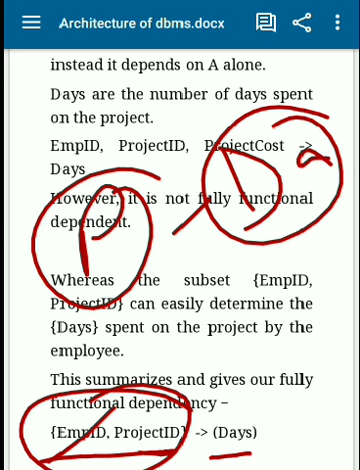 Architecture of dbms.docx
instead it depends on A alone.
Days are the number of days spent
on the project.
EmpID, ProjectID, ProjectCost ->
Days
However, it is not fully functional
dependent.
P
Da
Whereas the subset {EmpID,
ProjectID} can easily determine the
{Days} spent on the project by the
employee.
This summarizes and gives our fully
functional dependency −
{EmpID, ProjectID} -> (Days)